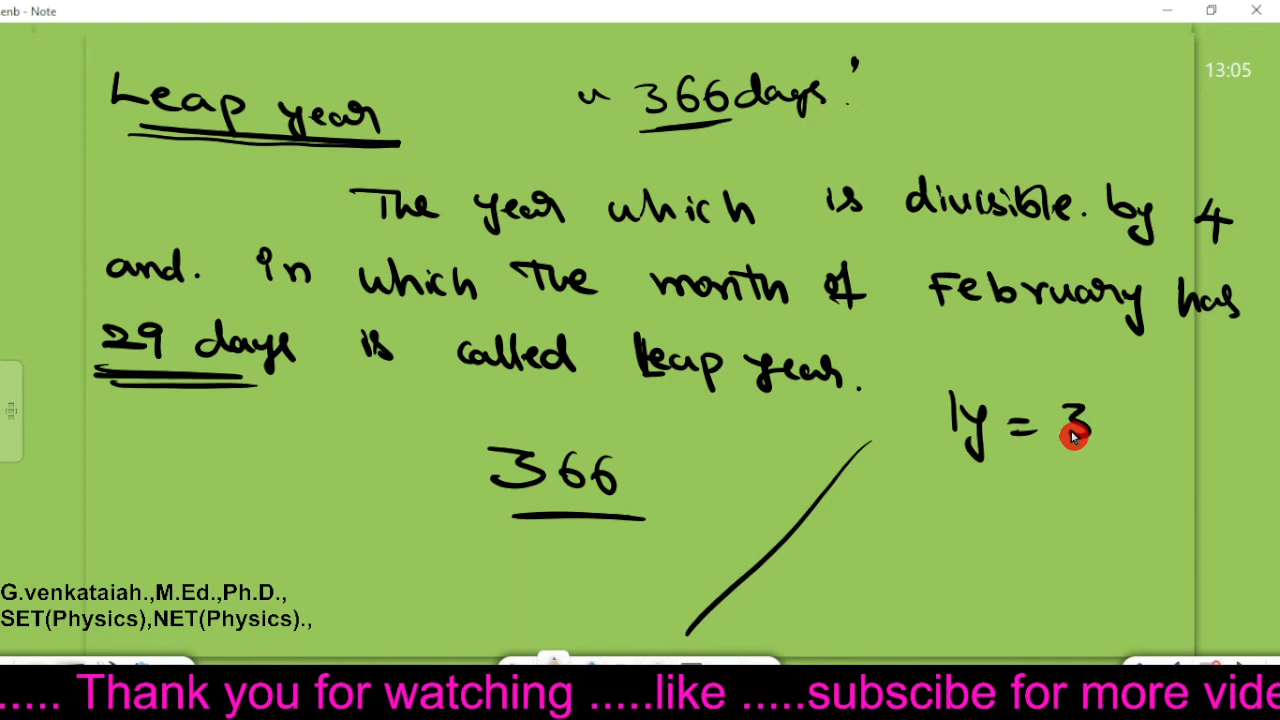 enb - Note
13:05
Leap year 366 days
The year which is divisible. by 4
and. in which the month of February has
29 days is called Leap year.
1y = 3
366
G.venkataiah.,M.Ed.,Ph.D.,
SET(Physics),NET(Physics).,
..... Thank you for watching .....like .....subscibe for more vide